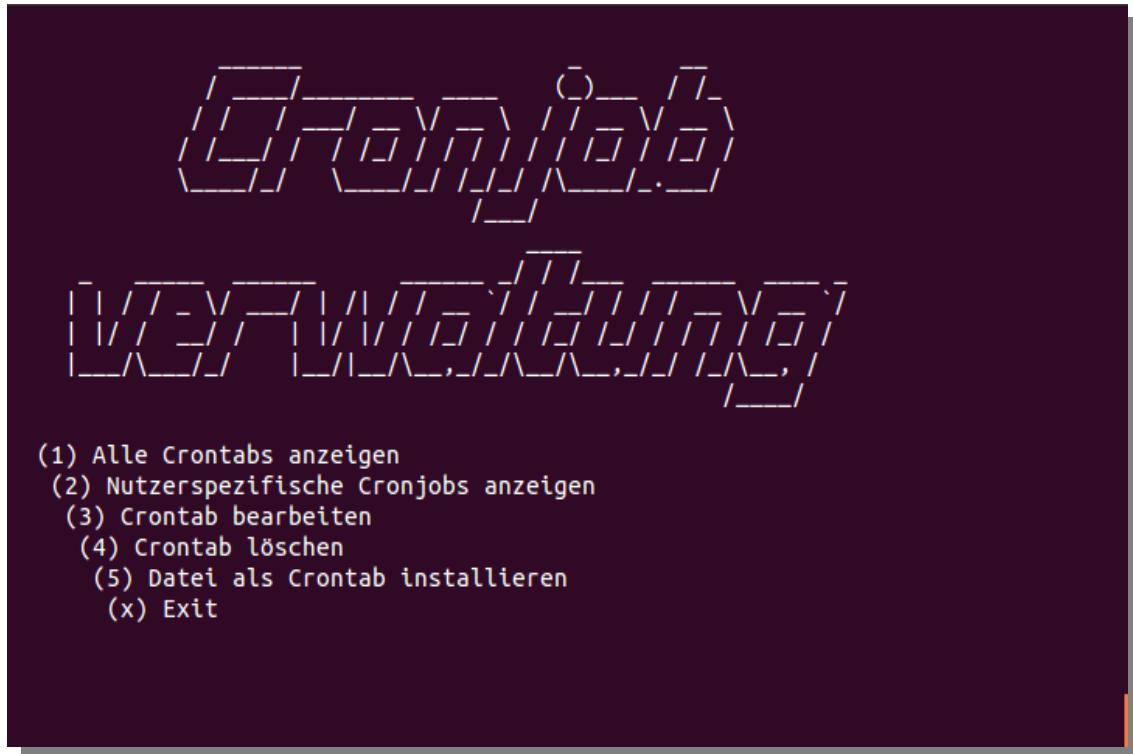 Cronjob
verwaltung
(1) Alle Crontabs anzeigen
(2) Nutzerspezifische Cronjobs anzeigen
(3) Crontab bearbeiten
(4) Crontab löschen
(5) Datei als Crontab installieren
(x) Exit